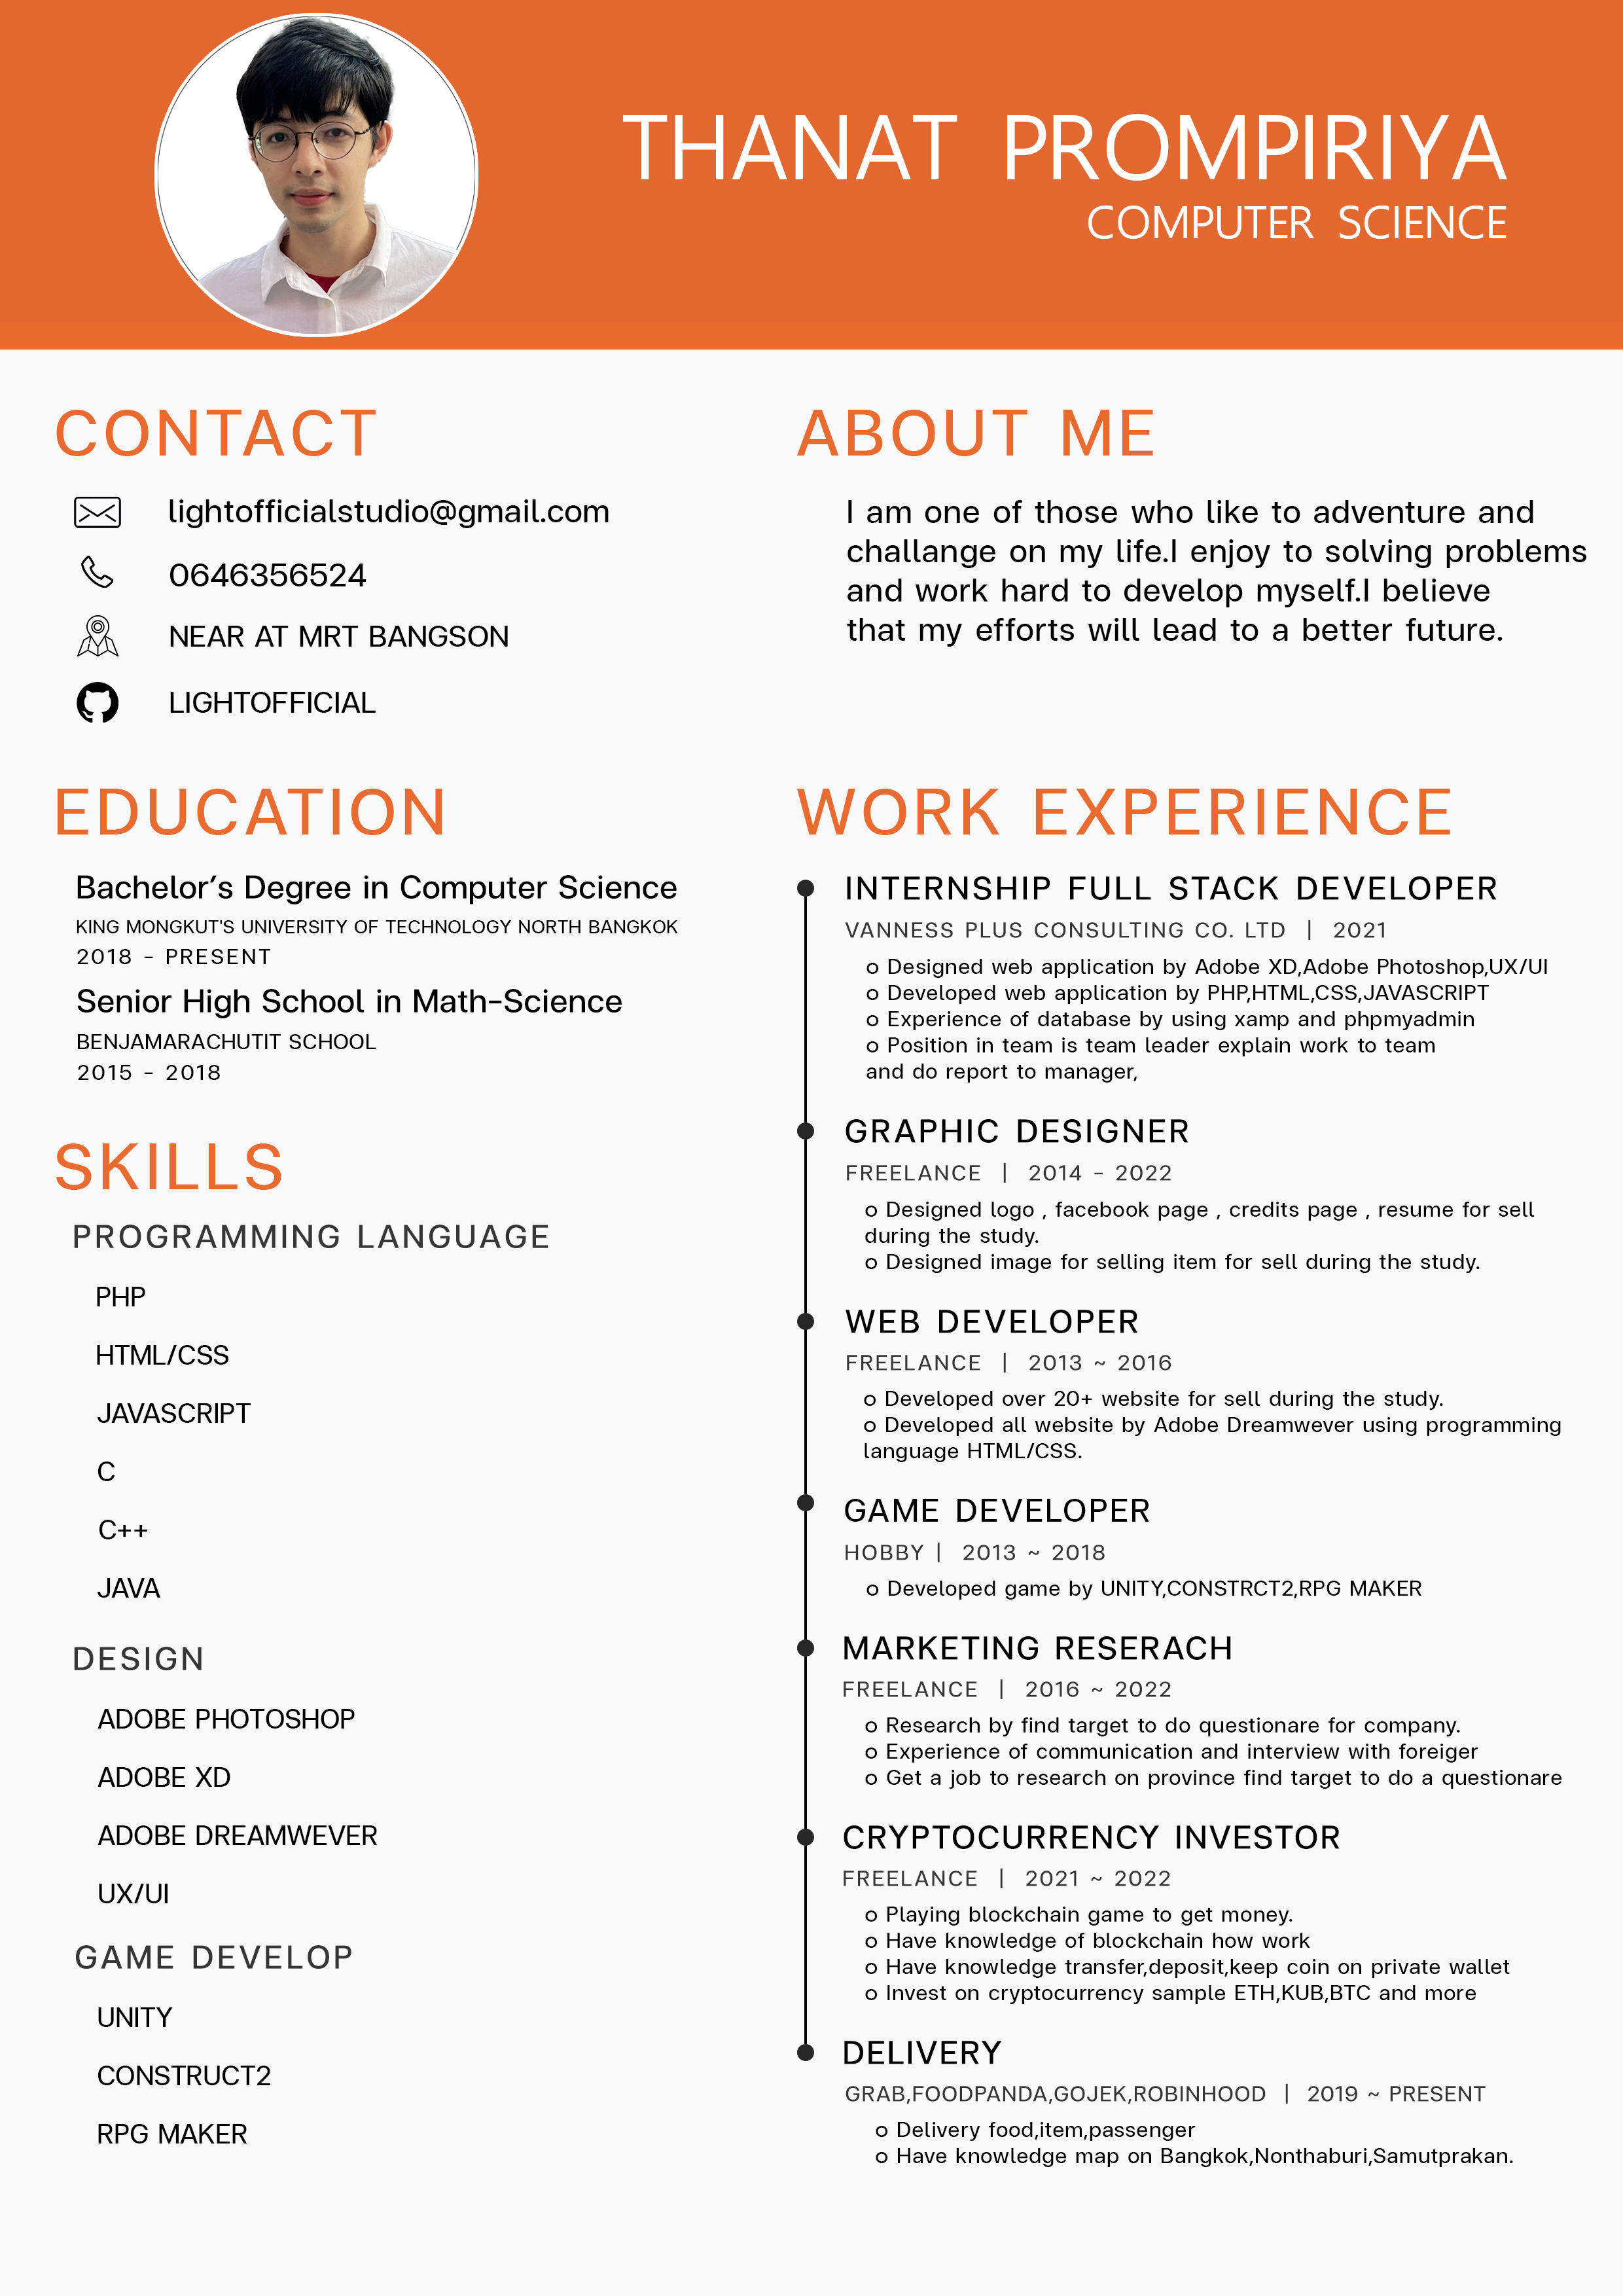 THANAT PROMPIRIYA
COMPUTER SCIENCE
CONTACT
lightofficialstudio@gmail.com
0646356524
NEAR AT MRT BANGSON
LIGHTOFFICIAL
ABOUT ME
I am one of those who like to adventure and
challange on my life.I enjoy to solving problems
and work hard to develop myself.I believe
that my efforts will lead to a better future.
EDUCATION
Bachelor's Degree in Computer Science
KING MONGKUT'S UNIVERSITY OF TECHNOLOGY NORTH BANGKOK
2018 - PRESENT
Senior High School in Math-Science
BENJAMARACHUTIT SCHOOL
2015 - 2018
SKILLS
PROGRAMMING LANGUAGE
PHP
HTML/CSS
JAVASCRIPT
C
C++
JAVA
DESIGN
ADOBE PHOTOSHOP
ADOBE XD
ADOBE DREAMWEVER
UX/UI
GAME DEVELOP
UNITY
CONSTRUCT2
RPG MAKER
WORK EXPERIENCE
INTERNSHIP FULL STACK DEVELOPER
VANNESS PLUS CONSULTING CO. LTD | 2021
o Designed web application by Adobe XD,Adobe Photoshop,UX/UI
o Developed web application by PHP,HTML,CSS,JAVASCRIPT
o Experience of database by using xamp and phpmyadmin
o Position in team is team leader explain work to team
and do report to manager,
GRAPHIC DESIGNER
FREELANCE | 2014 - 2022
o Designed logo , facebook page , credits page , resume for sell
during the study.
o Designed image for selling item for sell during the study.
WEB DEVELOPER
FREELANCE | 2013 ~ 2016
o Developed over 20+ website for sell during the study.
o Developed all website by Adobe Dreamwever using programming
language HTML/CSS.
GAME DEVELOPER
HOBBY | 2013 ~ 2018
o Developed game by UNITY,CONSTRCT2,RPG MAKER
MARKETING RESERACH
FREELANCE | 2016 ~ 2022
o Research by find target to do questionare for company.
o Experience of communication and interview with foreiger
o Get a job to research on province find target to do a questionare
CRYPTOCURRENCY INVESTOR
FREELANCE | 2021 ~ 2022
o Playing blockchain game to get money.
o Have knowledge of blockchain how work
o Have knowledge transfer,deposit,keep coin on private wallet
o Invest on cryptocurrency sample ETH,KUB,BTC and more
DELIVERY
GRAB,FOODPANDA,GOJEK,ROBINHOOD | 2019 ~ PRESENT
o Delivery food,item,passenger
o Have knowledge map on Bangkok,Nonthaburi,Samutprakan.